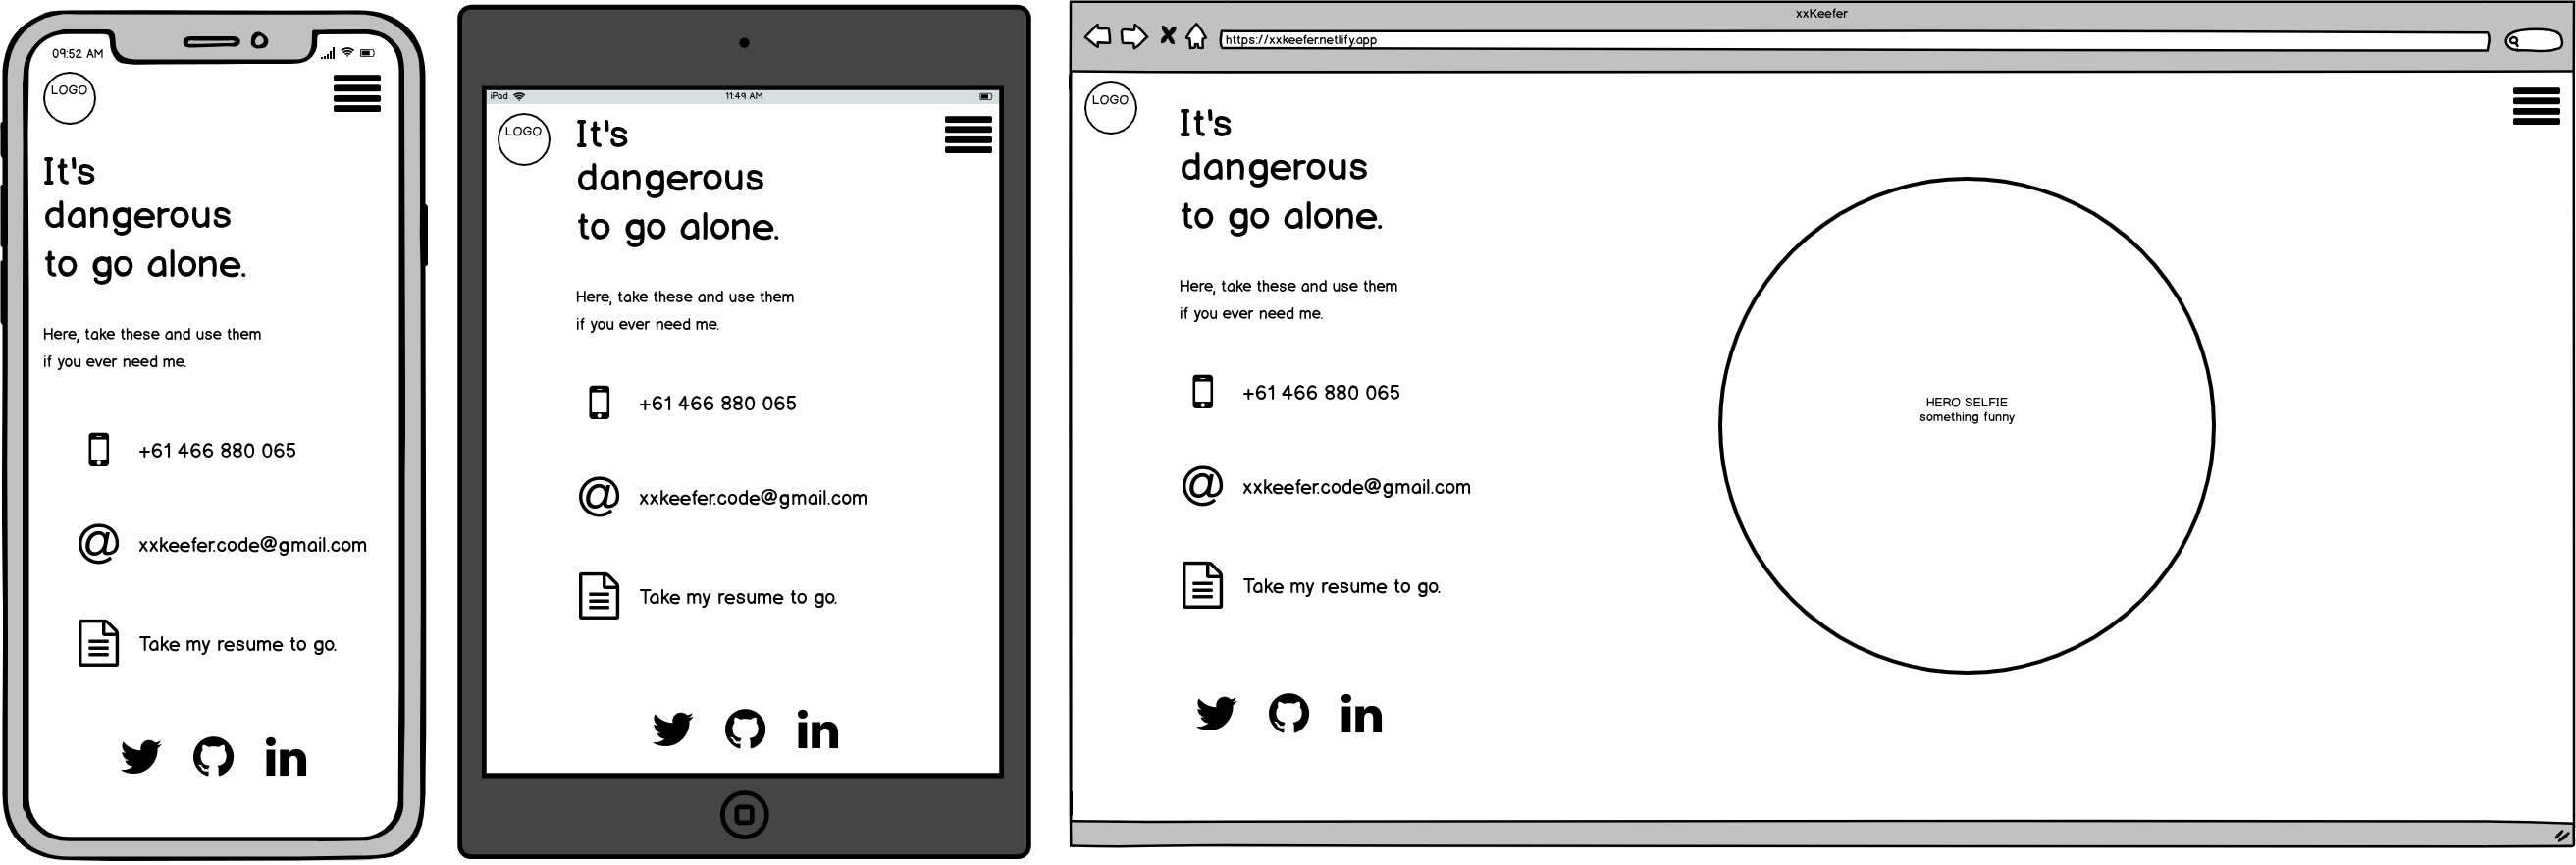 09:52 AM
LOGO
It's
dangerous
to go alone.
Here, take these and use them
if you ever need me.
+61 466 880 065
@ xxkeefer.code@gmail.com
Take my resume to go.
in
iPad
11:49 AM
LOGO
It's
dangerous
to go alone.
Here, take these and use them
if you ever need me.
+61 466 880 065
@ xxkeefer.code@gmail.com
Take my resume to go.
in
xxKeefer
https://xxkeefer.netlify.app
LOGO
It's
dangerous
to go alone.
Here, take these and use them
if you ever need me.
+61 466 880 065
@ xxkeefer.code@gmail.com
Take my resume to go.
in
HERO SELFIE
something funny